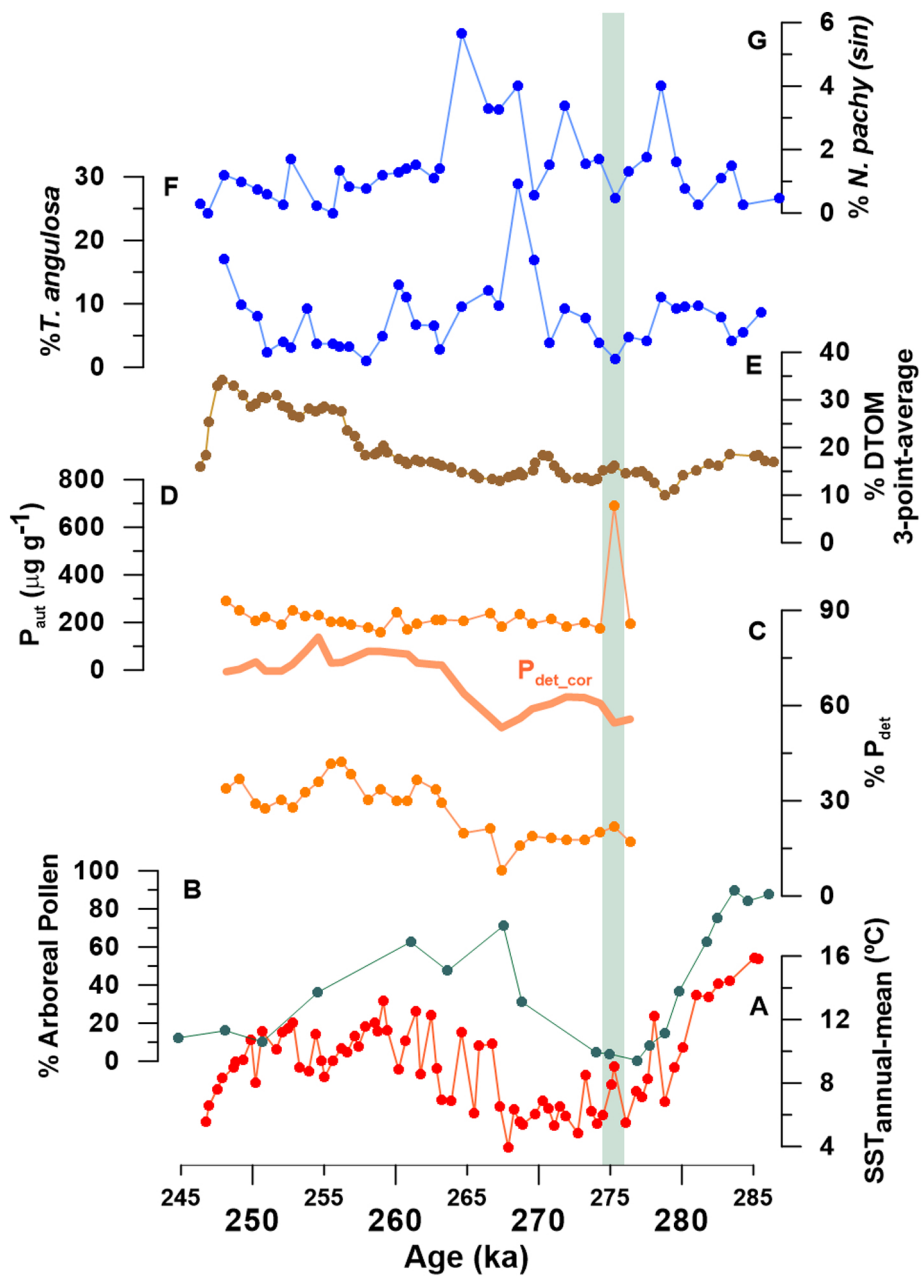 G
6
4
2
0
% N. pachy (sin)
F
30
20
10
0
%T. angulosa
E
40
30
20
10
0
% DTOM
3-point-average
D
800
600
400
200
0
Paut (µg g-1)
C
90
60
30
0
% Pdet
Pdet_cor
B
100
80
60
40
20
0
% Arboreal Pollen
A
16
12
8
4
SSTannual-mean (ºC)
245 250 255 260 265 270 275 280 285
Age (ka)